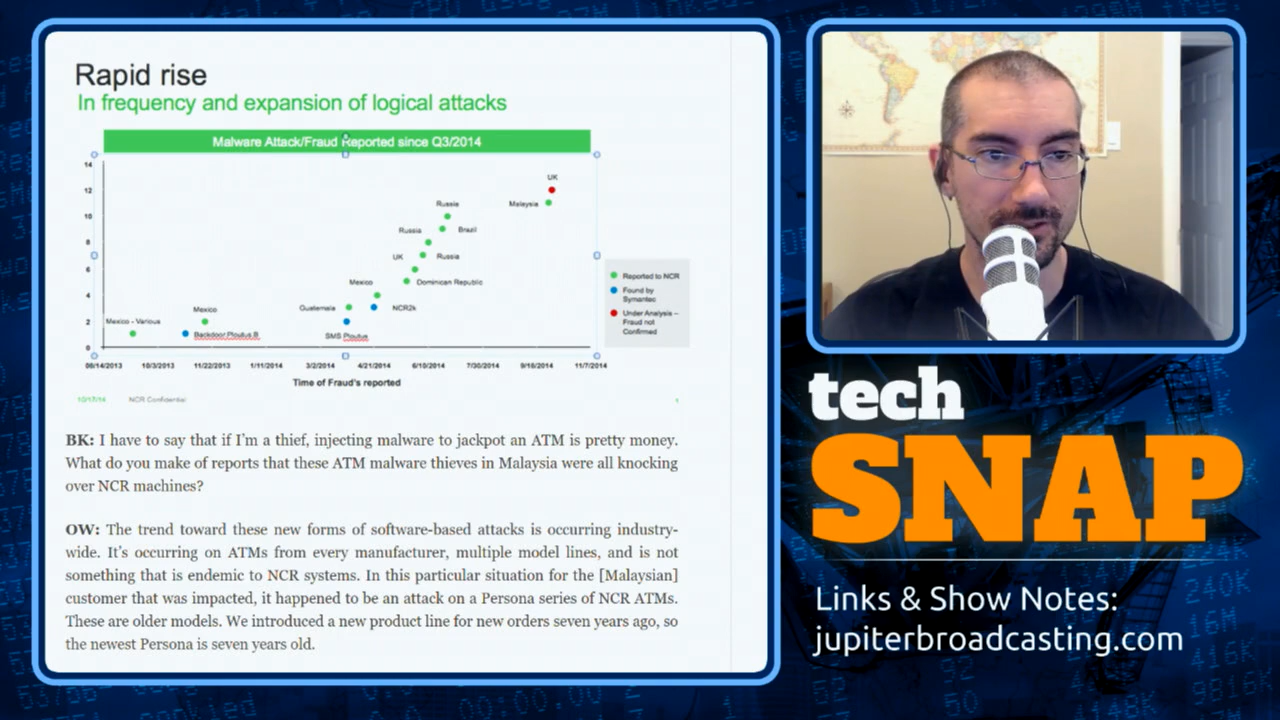 Rapid rise
In frequency and expansion of logical attacks
Malware Attack/Fraud Reported since Q3/2014
14
12
10
8
6
4
2
0
UK
Malaysia
Russia
Russia
Brazil
UK
Russia
Mexico
Dominican Republic
Guatemala
NCR2k
Mexico
Mexico - Various
Backdoor.Ploutus.B
SMS Ploutus
Reported to NCR
Found by
Symantec
Under Analysis –
Fraud not
Confirmed
08/14/2013 10/3/2013 11/22/2013 1/11/2014 3/2/2014 4/21/2014 6/10/2014 7/30/2014 9/18/2014 11/7/2014
Time of Fraud's reported
10/17/14 NCR Confidential
BK: I have to say that if I'm a thief, injecting malware to jackpot an ATM is pretty money.
What do you make of reports that these ATM malware thieves in Malaysia were all knocking
over NCR machines?
OW: The trend toward these new forms of software-based attacks is occurring industry-
wide. It's occurring on ATMs from every manufacturer, multiple model lines, and is not
something that is endemic to NCR systems. In this particular situation for the [Malaysian]
customer that was impacted, it happened to be an attack on a Persona series of NCR ATMs.
These are older models. We introduced a new product line for new orders seven years ago, so
the newest Persona is seven years old.
tech
SNAP
Links & Show Notes:
jupiterbroadcasting.com